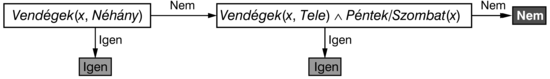 Vendégek(x, Néhány)
Nem
Vendégek(x, Tele) ∧ Péntek/Szombat(x)
Nem
Nem
Igen
Igen
Igen
Igen